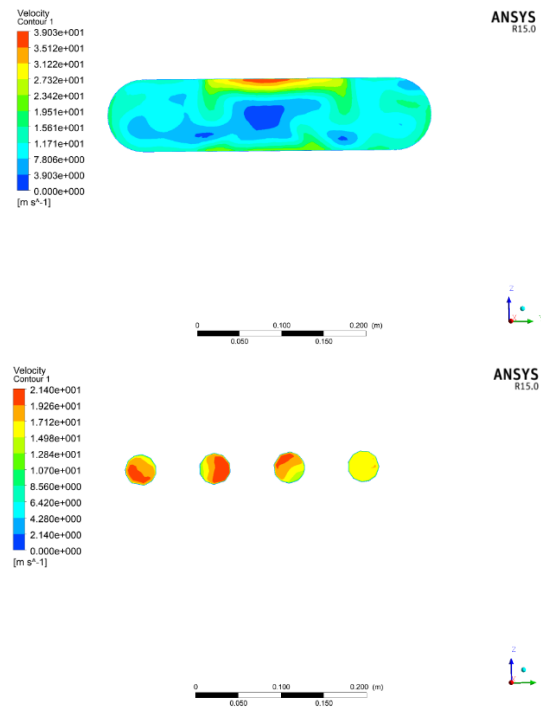 Velocity
Contour 1
ANSYS
R15.0
3.903e+001
3.512e+001
3.122e+001
2.732e+001
2.342e+001
1.951e+001
1.561e+001
1.171e+001
7.806e+000
3.903e+000
0.000e+000
[m s^-1]
Z
0 0.100 0.200 (m)
0.050 0.150
Velocity
Contour 1
ANSYS
R15.0
2.140e+001
1.926e+001
1.712e+001
1.498e+001
1.284e+001
1.070e+001
8.560e+000
6.420e+000
4.280e+000
2.140e+000
0.000e+000
[m s^-1]
Z
0 0.100 0.200 (m)
0.050 0.150